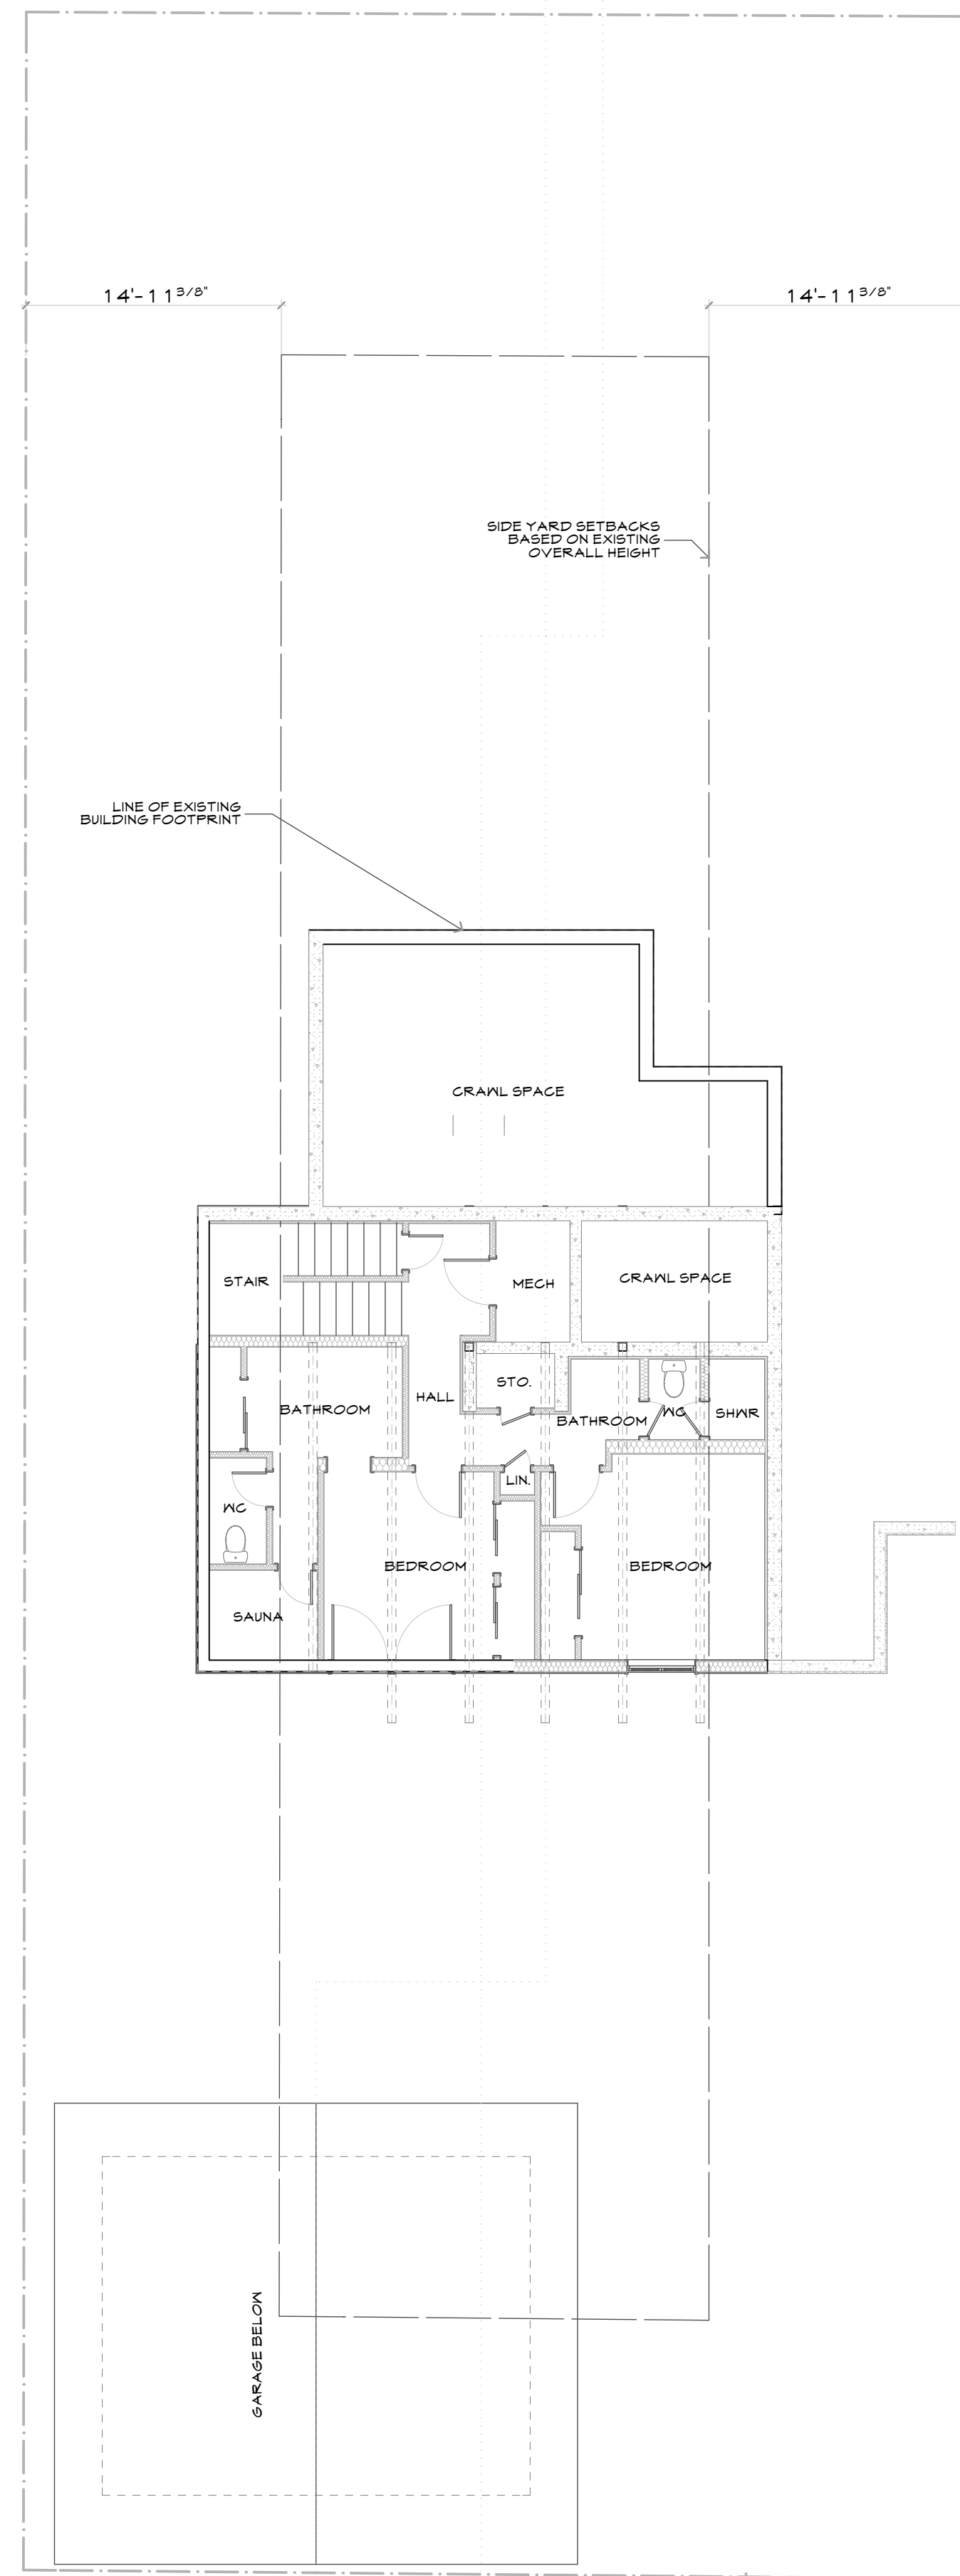 14'-11 3/8"
14'-11 3/8"
SIDE YARD SETBACKS
BASED ON EXISTING
OVERALL HEIGHT
LINE OF EXISTING
BUILDING FOOTPRINT
CRAWL SPACE
STAIR
MECH
CRAWL SPACE
STO.
HALL
BATHROOM
BATHROOM
WC
SHWR
LIN.
WC
BEDROOM
BEDROOM
SAUNA
GARAGE BELOW